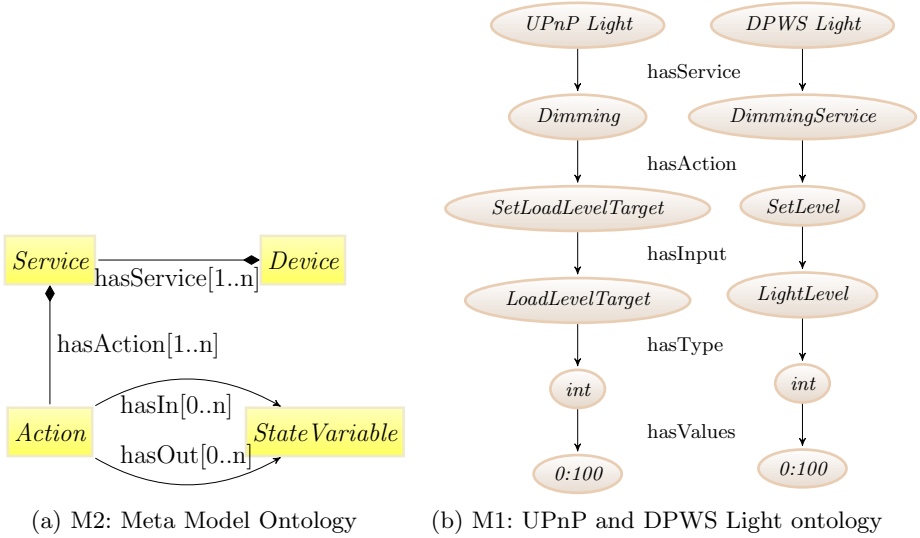 Service
Device
hasService[1..n]
hasAction[1..n]
Action
hasIn[0..n]
hasOut[0..n]
StateVariable
(a) M2: Meta Model Ontology
UPnP Light
DPWS Light
hasService
Dimming
DimmingService
hasAction
SetLoadLevelTarget
SetLevel
hasInput
LoadLevelTarget
LightLevel
hasType
int
int
hasValues
0:100
0:100
(b) M1: UPnP and DPWS Light ontology